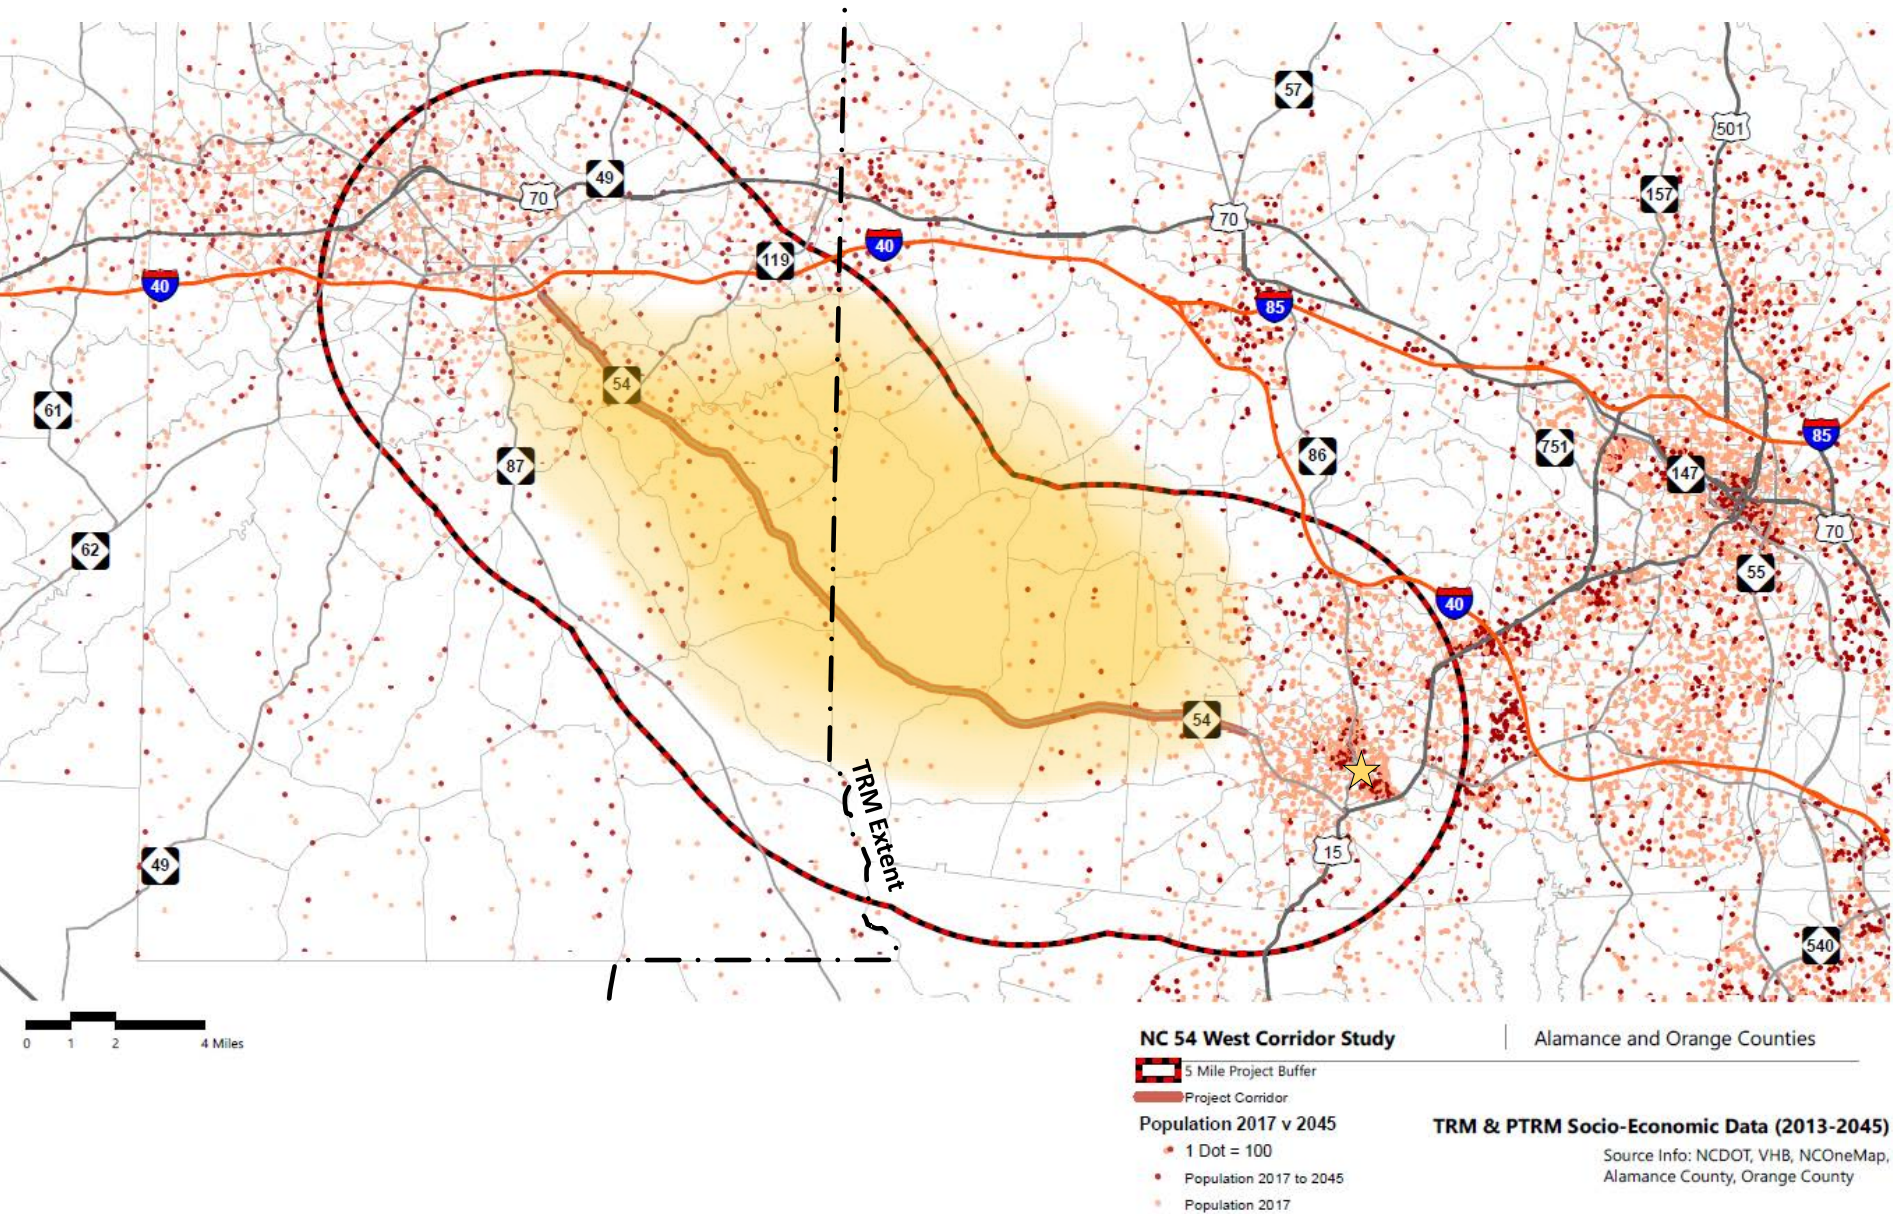 57
501
157
49
70
70
119
40
40
85
54
61
87
86
751
85
147
70
62
55
40
54
TRM Extent
15
49
540
0 1 2 4 Miles
NC 54 West Corridor Study
Alamance and Orange Counties
5 Mile Project Buffer
Project Corridor
Population 2017 v 2045
TRM & PTRM Socio-Economic Data (2013-2045)
1 Dot = 100
Source Info: NCDOT, VHB, NCOneMap,
Population 2017 to 2045
Alamance County, Orange County
Population 2017